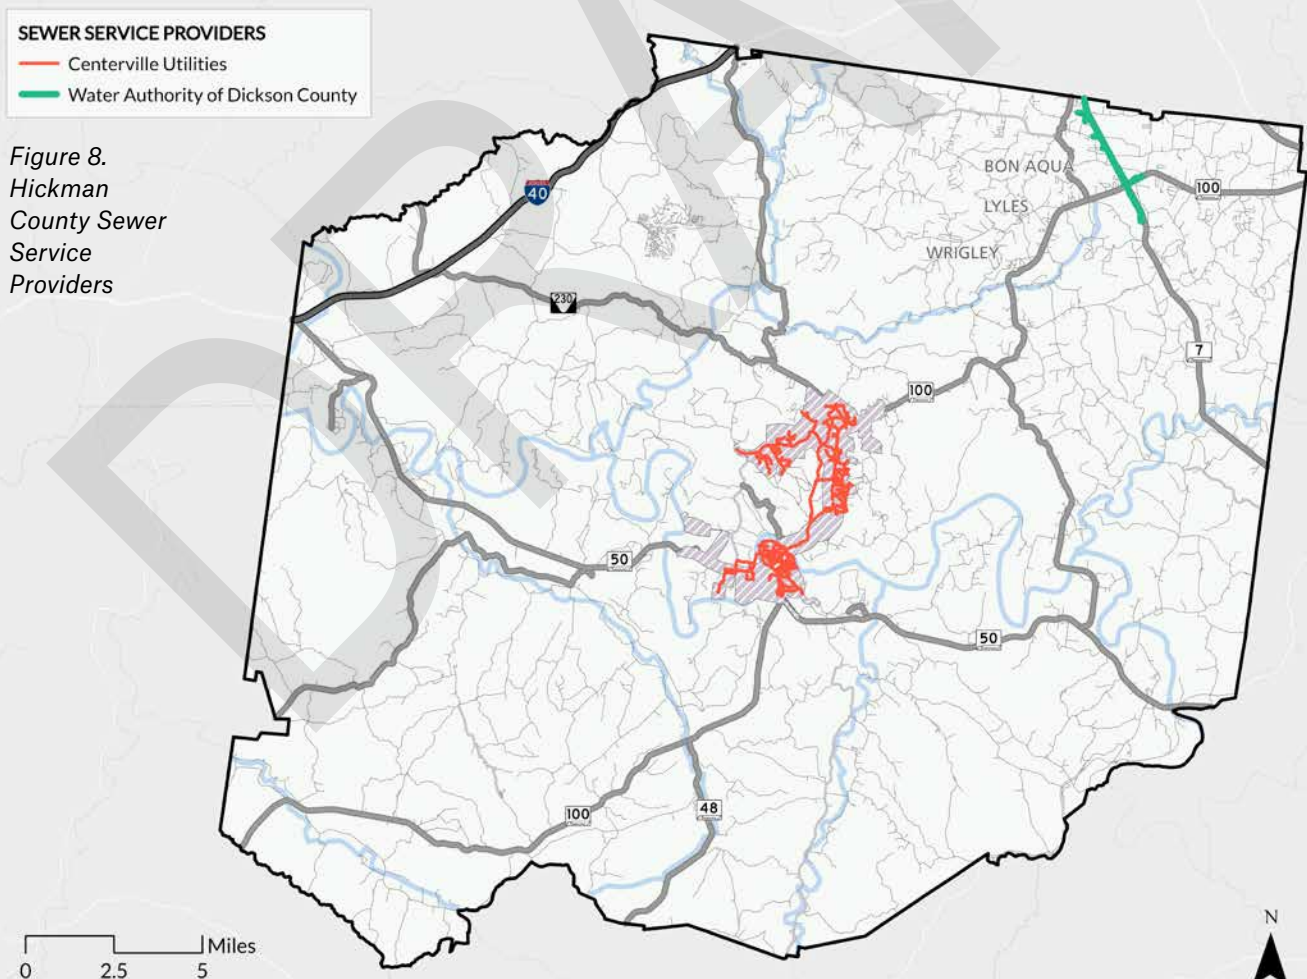 SEWER SERVICE PROVIDERS
Centerville Utilities
Water Authority of Dickson County
Figure 8.
Hickman
County Sewer
Service
Providers
DRA
40
BON AQUA
100
LYLES
WRIGLEY
230
7
100
50
50
100
48
Miles
0 2.5 5
N